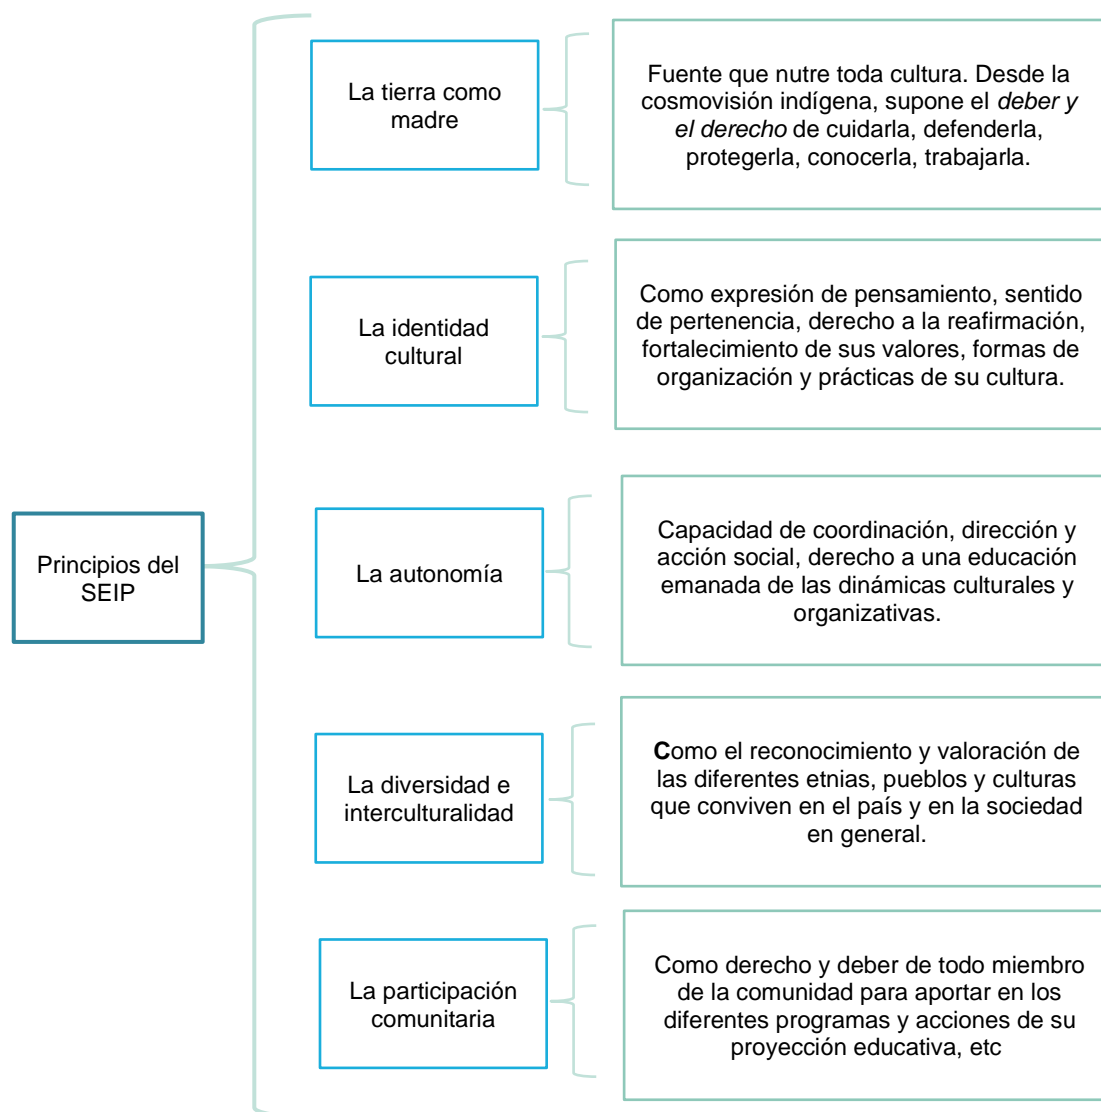 La tierra como
madre
Fuente que nutre toda cultura. Desde la
cosmovisión indígena, supone el deber y
el derecho de cuidarla, defenderla,
protegerla, conocerla, trabajarla.
La identidad
cultural
Como expresión de pensamiento, sentido
de pertenencia, derecho a la reafirmación,
fortalecimiento de sus valores, formas de
organización y prácticas de su cultura.
Principios del
SEIP
La autonomía
Capacidad de coordinación, dirección y
acción social, derecho a una educación
emanada de las dinámicas culturales y
organizativas.
La diversidad e
interculturalidad
Como el reconocimiento y valoración de
las diferentes etnias, pueblos y culturas
que conviven en el país y en la sociedad
en general.
La participación
comunitaria
Como derecho y deber de todo miembro
de la comunidad para aportar en los
diferentes programas y acciones de su
proyección educativa, etc